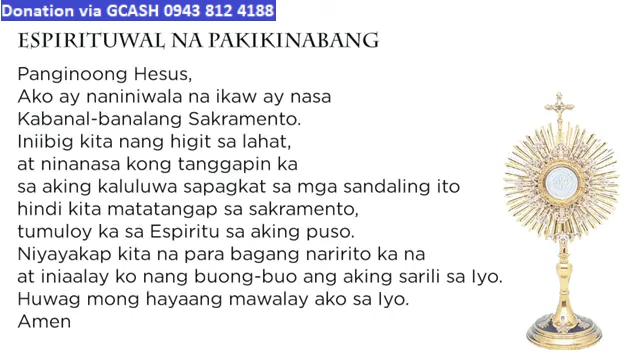 Donation via GCASH 0943 812 4188
ESPIRITUWAL NA PAKIKINABANG
Panginoong Hesus,
Ako ay naniniwala na ikaw ay nasa
Kabanal-banalang Sakramento.
Iniibig kita nang higit sa lahat,
at ninanasa kong tanggapin ka
sa aking kaluluwa sapagkat sa mga sandaling ito
hindi kita matatangap sa sakramento,
tumuloy ka sa Espiritu sa aking puso.
Niyayakap kita na para bagang naririto ka na
at iniaalay ko nang buong-buo ang aking sarili sa Iyo.
Huwag mong hayaang mawalay ako sa Iyo.
Amen